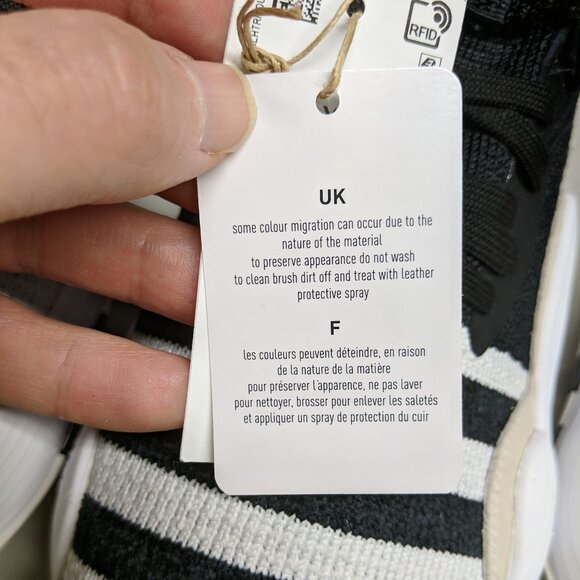 RFID
UK
some colour migration can occur due to the
nature of the material
to preserve appearance do not wash
to clean brush dirt off and treat with leather
protective spray
F
les couleurs peuvent déteindre, en raison
de la nature de la matière
pour préserver l'apparence, ne pas laver
pour nettoyer, brosser pour enlever les saletés
et appliquer un spray de protection du cuir